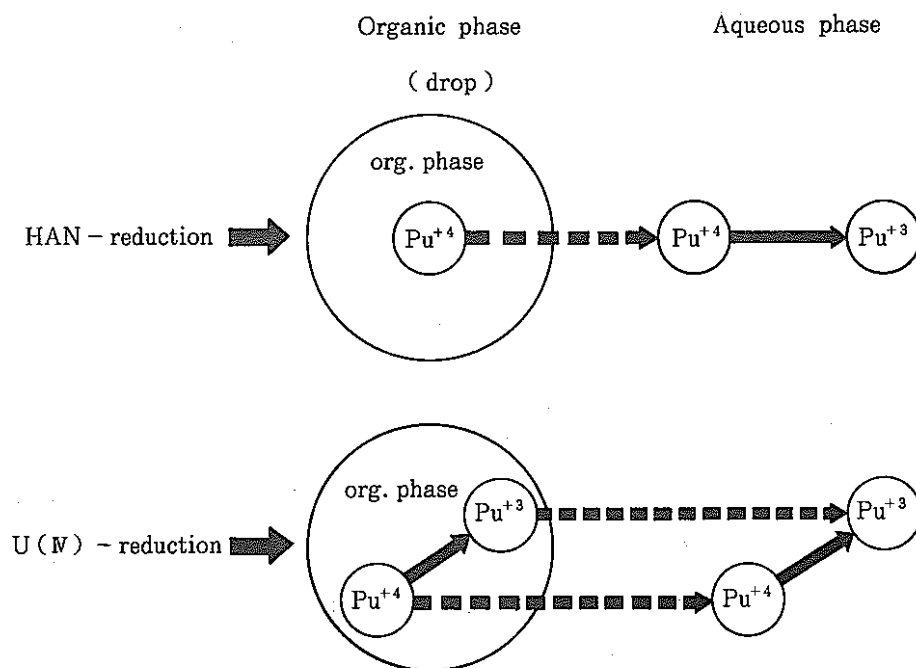 Organic phase Aqueous phase
( drop )
org. phase
HAN – reduction Pu+4 Pu+4 Pu+3
org. phase
Pu+3 Pu+3
U(Ⅳ) – reduction
Pu+4 Pu+4